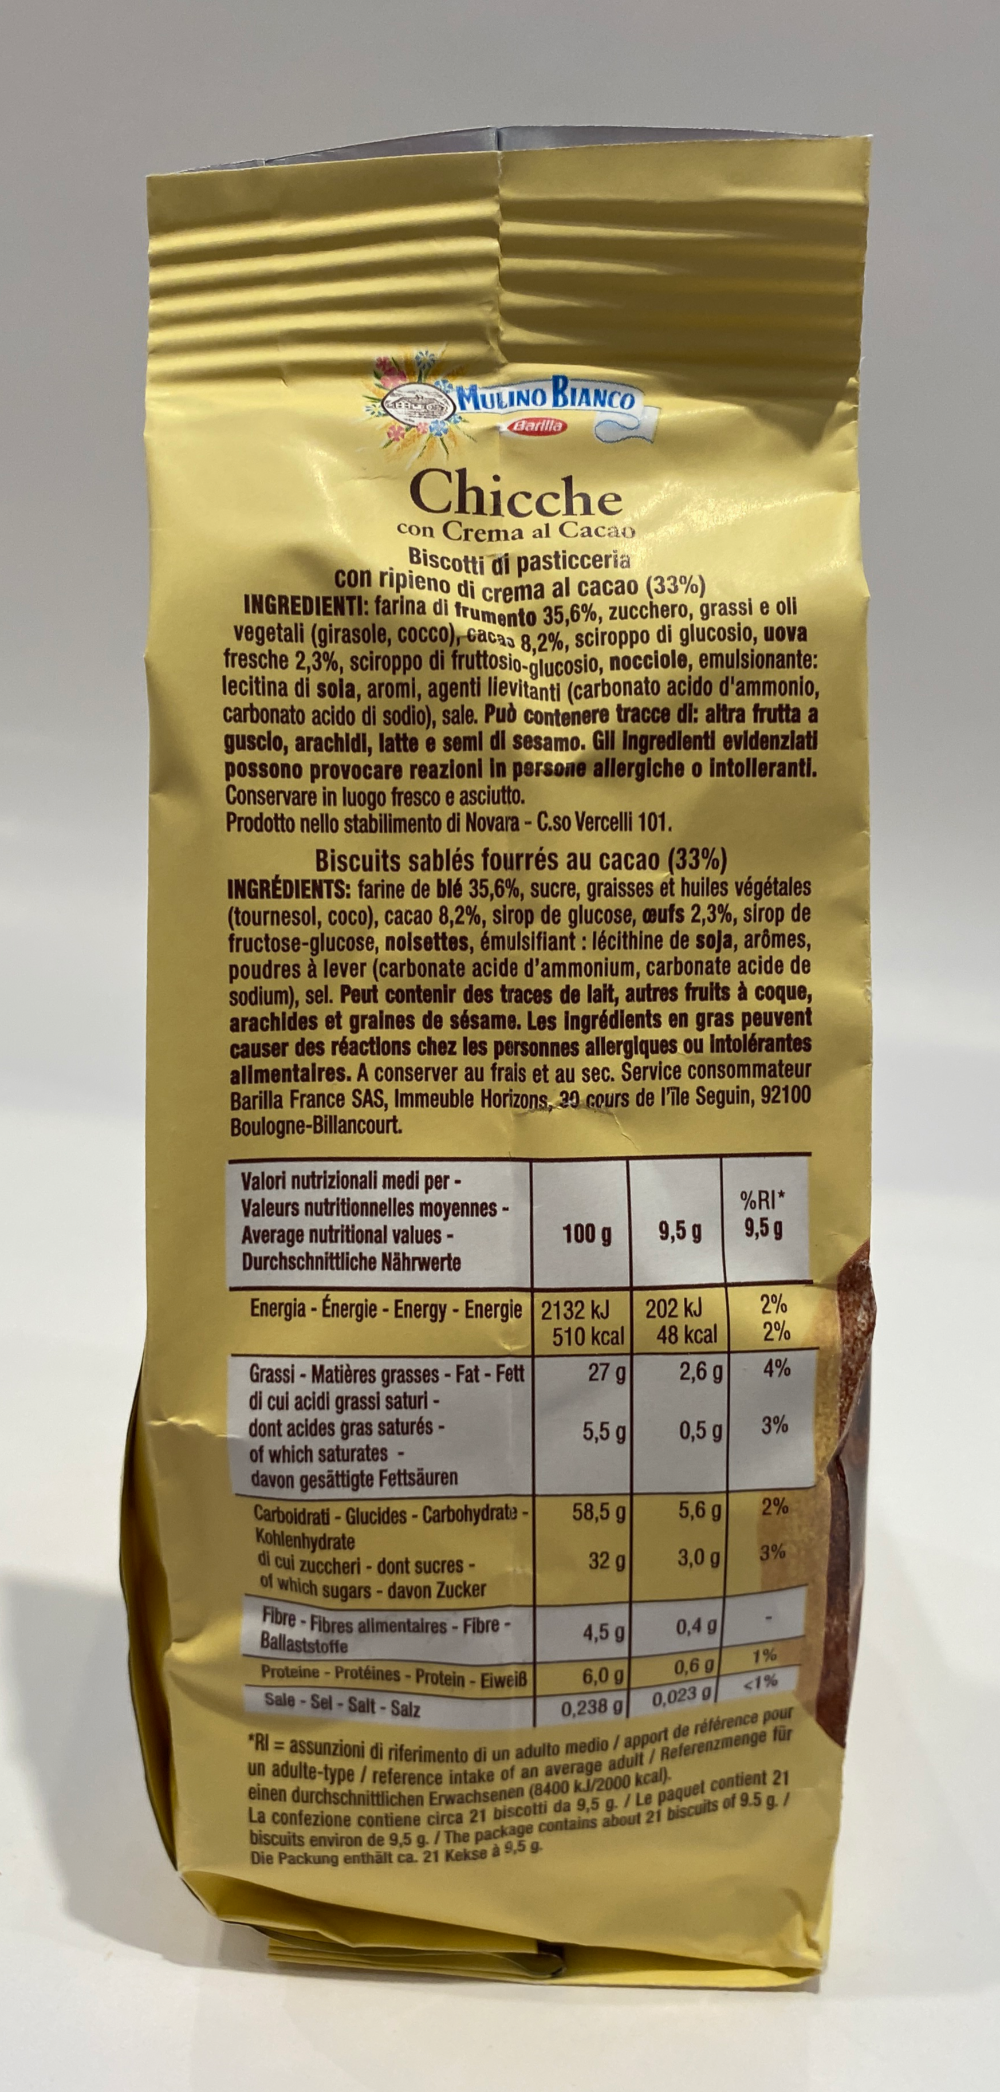 MULINO BIANCO
Barilla
Chicche
con Crema al Cacao
Biscotti di pasticceria
con ripieno di crema al cacao (33%)
INGREDIENTI: farina di frumento 35,6%, zucchero, grassi e oli
vegetali (girasole, cocco), cacao 8,2%, sciroppo di glucosio, uova
fresche 2,3%, sciroppo di fruttosio-glucosio, nocciole, emulsionante:
lecitina di soia, aromi, agenti lievitanti (carbonato acido d'ammonio,
carbonato acido di sodio), sale. Può contenere tracce di: altra frutta a
guscio, arachidi, latte e semi di sesamo. Gli ingredienti evidenziati
possono provocare reazioni in persone allergiche o intolleranti.
Conservare in luogo fresco e asciutto.
Prodotto nello stabilimento di Novara - C.so Vercelli 101.
Biscuits sablés fourrés au cacao (33%)
INGRÉDIENTS: farine de blé 35,6%, sucre, graisses et huiles végétales
(tournesol, coco), cacao 8,2%, sirop de glucose, œufs 2,3%, sirop de
fructose-glucose, noisettes, émulsifiant : lécithine de soja, arômes,
poudres à lever (carbonate acide d'ammonium, carbonate acide de
sodium), sel. Peut contenir des traces de lait, autres fruits à coque,
arachides et graines de sésame. Les ingrédients en gras peuvent
causer des réactions chez les personnes allergiques ou intolérantes
alimentaires. A conserver au frais et au sec. Service consommateur
Barilla France SAS, Immeuble Horizons, 30 cours de l'île Seguin, 92100
Boulogne-Billancourt.
Valori nutrizionali medi per -
Valeurs nutritionnelles moyennes -
Average nutritional values -
Durchschnittliche Nährwerte
100 g 9,5 g %RI* 9,5 g
Energia - Énergie - Energy - Energie 2132 kJ 202 kJ 2%
510 kcal 48 kcal 2%
Grassi - Matières grasses - Fat - Fett 27 g 2,6 g 4%
di cui acidi grassi saturi -
dont acides gras saturés - 5,5 g 0,5 g 3%
of which saturates -
davon gesättigte Fettsäuren
Carboidrati - Glucides - Carbohydrate - 58,5 g 5,6 g 2%
Kohlenhydrate
di cui zuccheri - dont sucres - 32 g 3,0 g 3%
of which sugars - davon Zucker
Fibre - Fibres alimentaires - Fibre - 4,5 g 0,4 g -
Ballaststoffe
Proteine - Protéines - Protein - Eiweiß 6,0 g 0,6 g 1%
Sale - Sel - Salt - Salz 0,238 g 0,023 g <1%
*RI = assunzioni di riferimento di un adulto medio / apport de référence pour
un adulte-type / reference intake of an average adult / Referenzmenge für
einen durchschnittlichen Erwachsenen (8400 kJ/2000 kcal).
La confezione contiene circa 21 biscotti da 9,5 g. / Le paquet contient 21
biscuits environ de 9,5 g. / The package contains about 21 biscuits of 9.5 g. /
Die Packung enthält ca. 21 Kekse à 9,5 g.